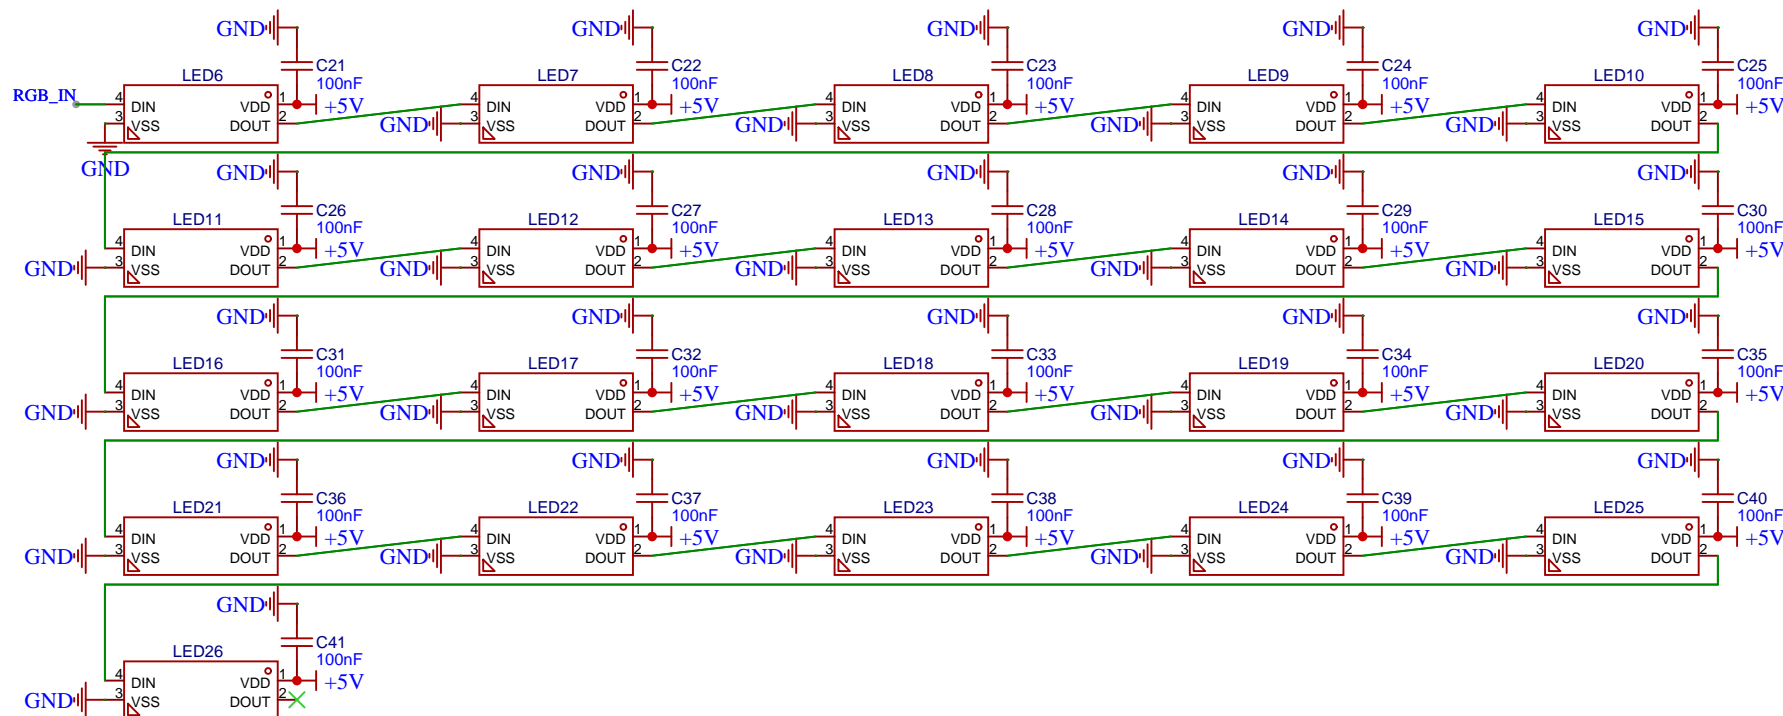 GND GND GND GND GND
C21 C22 C23 C24 C25
LED6 100nF LED7 100nF LED8 100nF LED9 100nF LED10 100nF
RGB_IN 4 DIN VDD 1 +5V 4 DIN VDD 1 +5V 4 DIN VDD 1 +5V 4 DIN VDD 1 +5V 4 DIN VDD 1 +5V
3 VSS DOUT 2 GND 3 VSS DOUT 2 GND 3 VSS DOUT 2 GND 3 VSS DOUT 2 GND 3 VSS DOUT 2
GND GND GND GND GND GND
C26 C27 C28 C29 C30
LED11 100nF LED12 100nF LED13 100nF LED14 100nF LED15 100nF
4 DIN VDD 1 +5V 4 DIN VDD 1 +5V 4 DIN VDD 1 +5V 4 DIN VDD 1 +5V 4 DIN VDD 1 +5V
GND 3 VSS DOUT 2 GND 3 VSS DOUT 2 GND 3 VSS DOUT 2 GND 3 VSS DOUT 2 GND 3 VSS DOUT 2
GND GND GND GND GND
C31 C32 C33 C34 C35
LED16 100nF LED17 100nF LED18 100nF LED19 100nF LED20 100nF
4 DIN VDD 1 +5V 4 DIN VDD 1 +5V 4 DIN VDD 1 +5V 4 DIN VDD 1 +5V 4 DIN VDD 1 +5V
GND 3 VSS DOUT 2 GND 3 VSS DOUT 2 GND 3 VSS DOUT 2 GND 3 VSS DOUT 2 GND 3 VSS DOUT 2
GND GND GND GND GND
C36 C37 C38 C39 C40
LED21 100nF LED22 100nF LED23 100nF LED24 100nF LED25 100nF
4 DIN VDD 1 +5V 4 DIN VDD 1 +5V 4 DIN VDD 1 +5V 4 DIN VDD 1 +5V 4 DIN VDD 1 +5V
GND 3 VSS DOUT 2 GND 3 VSS DOUT 2 GND 3 VSS DOUT 2 GND 3 VSS DOUT 2 GND 3 VSS DOUT 2
GND
C41
LED26 100nF
4 DIN VDD 1 +5V
GND 3 VSS DOUT 2